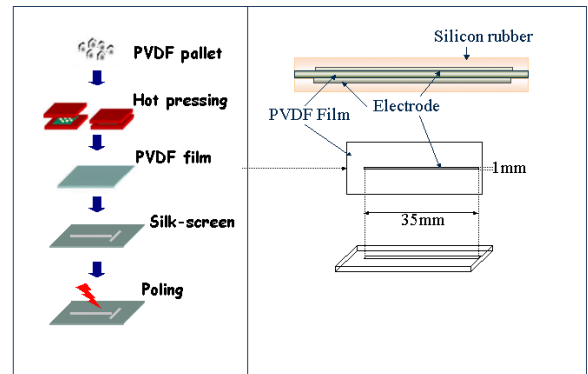 PVDF pallet
Hot pressing
PVDF film
Silk-screen
Poling
Silicon rubber
PVDF Film
Electrode
1mm
35mm